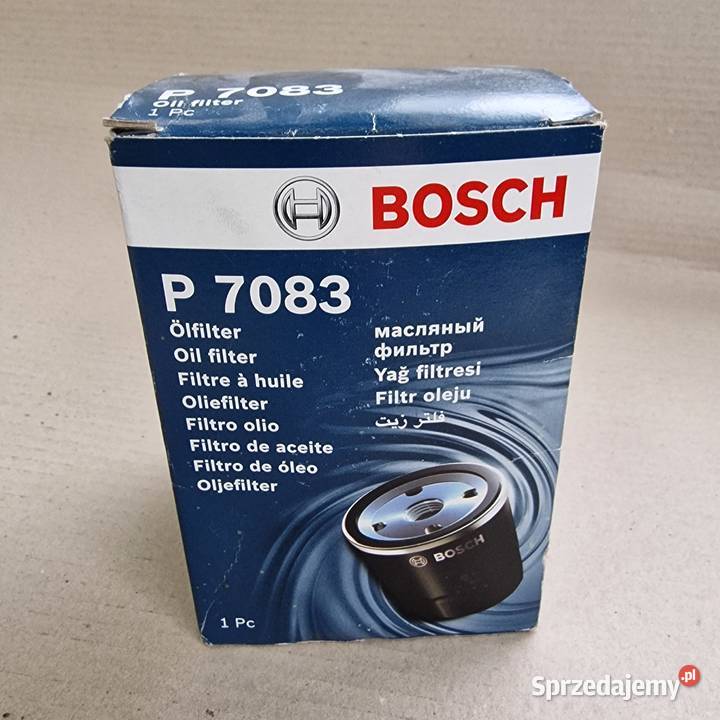 P 7083
Oil filter
1 Pc
BOSCH
P 7083
Ölfilter
Oil filter
Filtre à huile
Oliefilter
Filtro olio
Filtro de aceite
Filtro de óleo
Oljefilter
масляный
фильтр
Yağ filtresi
Filtr oleju
فلتر زيت
BOSCH
1 Pc
Sprzedajemy.pl